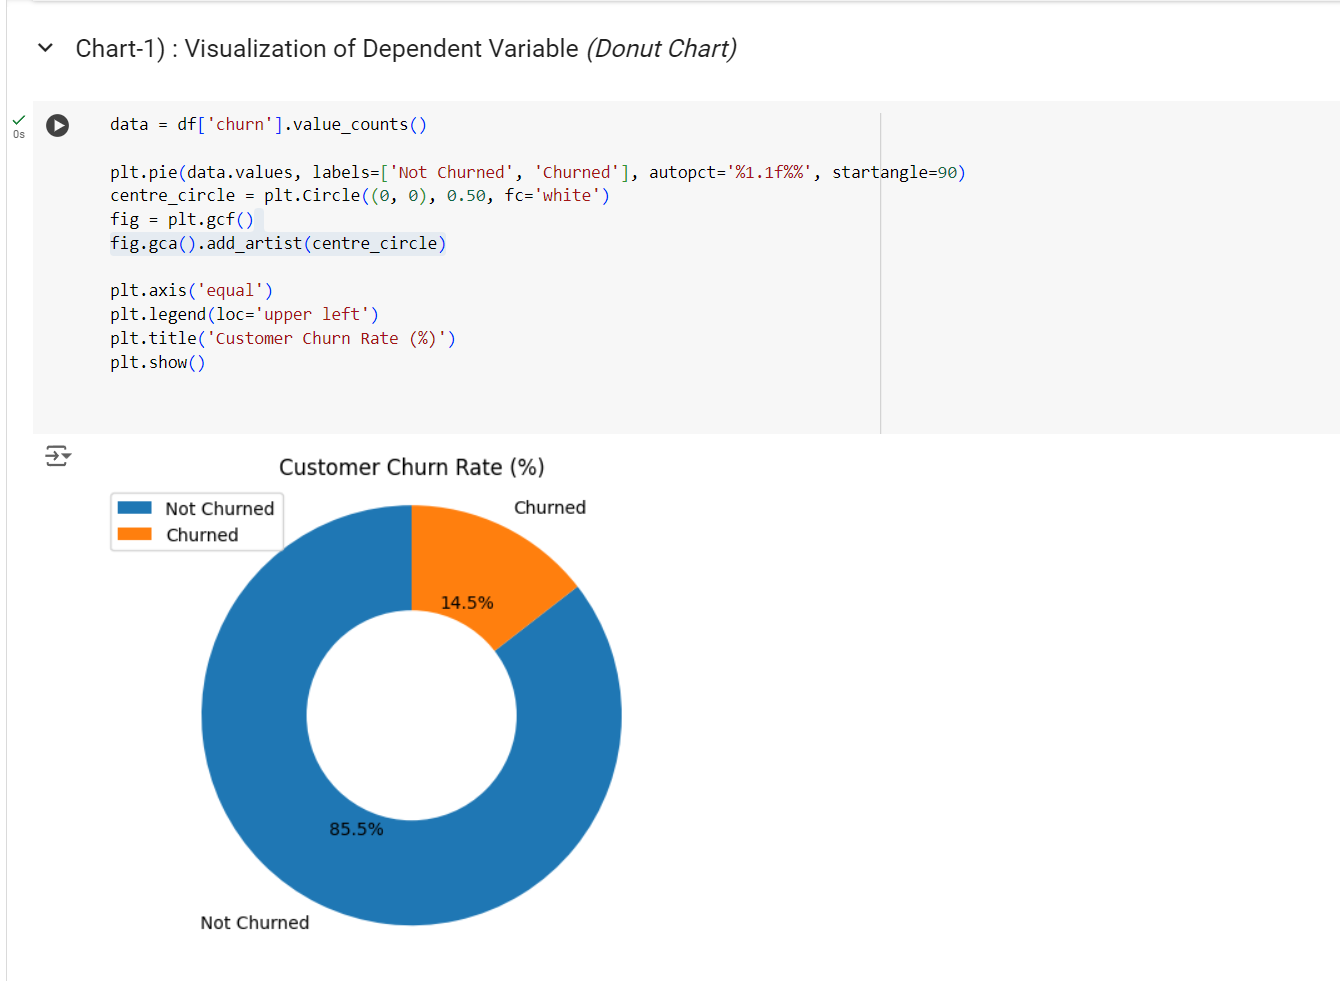 Chart-1) : Visualization of Dependent Variable (Donut Chart)
0s
data = df['churn'].value_counts()
plt.pie(data.values, labels=['Not Churned', 'Churned'], autopct='%1.1f%%', startangle=90)
centre_circle = plt.Circle((0, 0), 0.50, fc='white')
fig = plt.gcf()
fig.gca().add_artist(centre_circle)
plt.axis('equal')
plt.legend(loc='upper left')
plt.title('Customer Churn Rate (%)')
plt.show()
Customer Churn Rate (%)
Not Churned
Churned
Churned
14.5%
85.5%
Not Churned